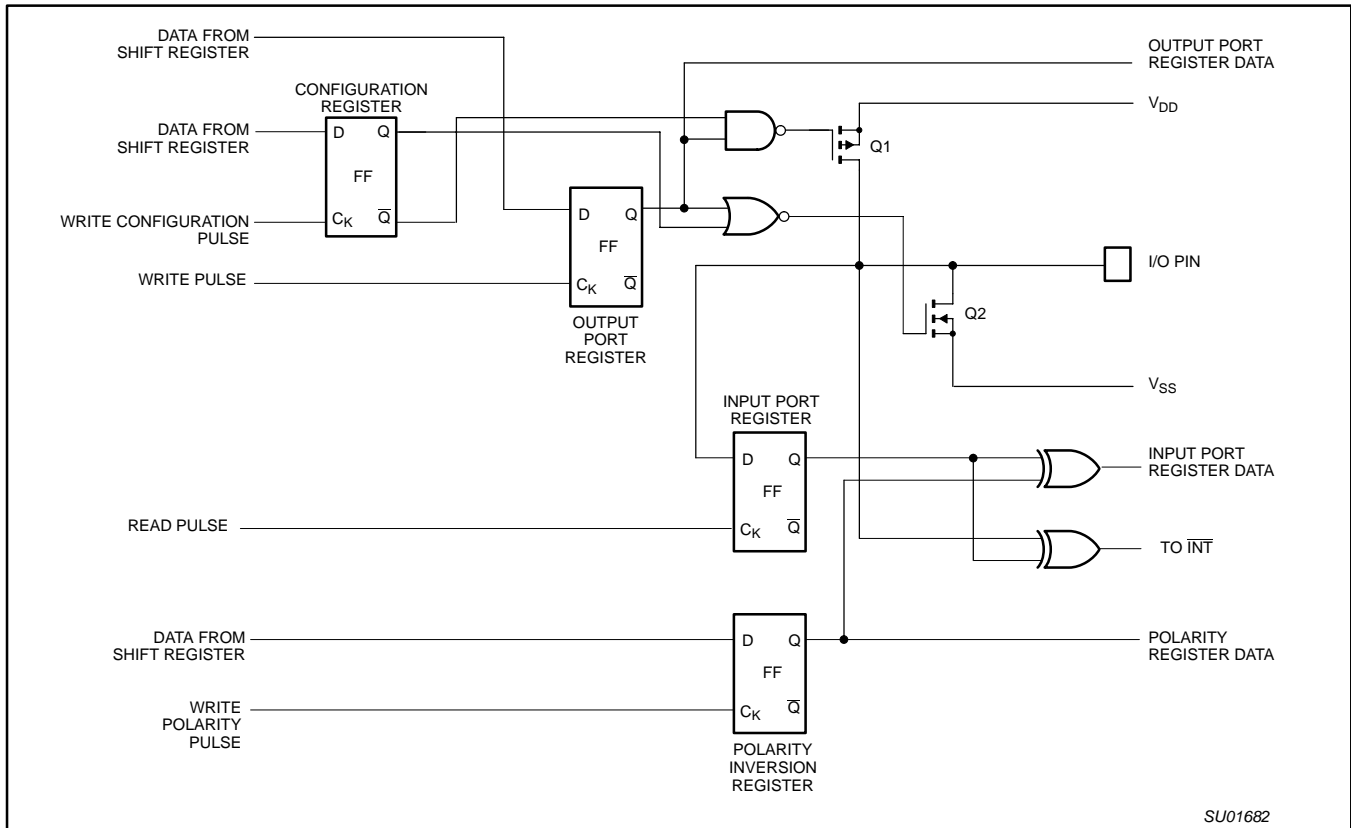 DATA FROM
SHIFT REGISTER
OUTPUT PORT
REGISTER DATA
CONFIGURATION
REGISTER
V_DD
DATA FROM
SHIFT REGISTER
D
Q
Q1
FF
WRITE CONFIGURATION
PULSE
C_K
Q̅
D
Q
FF
I/O PIN
WRITE PULSE
C_K
Q̅
Q2
OUTPUT
PORT
REGISTER
V_SS
INPUT PORT
REGISTER
D
Q
INPUT PORT
REGISTER DATA
FF
READ PULSE
C_K
Q̅
TO I̅N̅T̅
DATA FROM
SHIFT REGISTER
D
Q
POLARITY
REGISTER DATA
FF
WRITE
POLARITY
PULSE
C_K
Q̅
POLARITY
INVERSION
REGISTER
SU01682